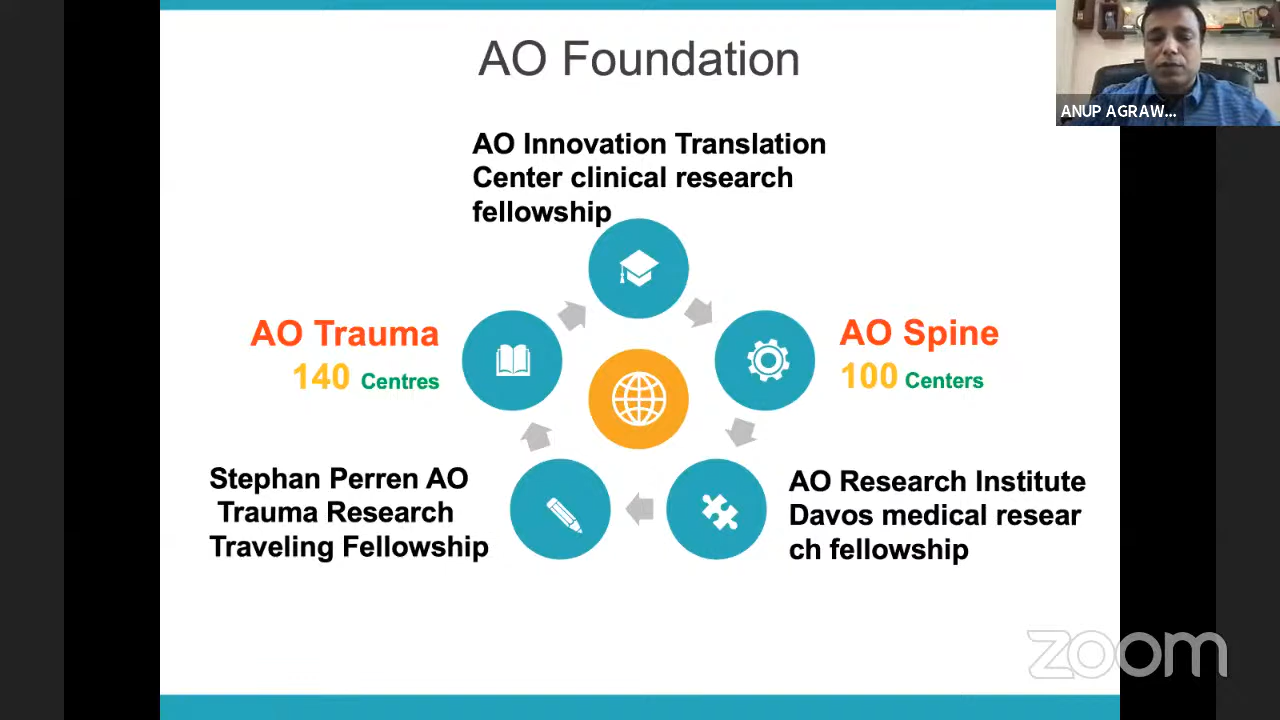 AO Foundation
ANUP AGRAW...
AO Innovation Translation
Center clinical research
fellowship
AO Trauma
140 Centres
AO Spine
100 Centers
Stephan Perren AO
Trauma Research
Traveling Fellowship
AO Research Institute
Davos medical resear
ch fellowship
zoom